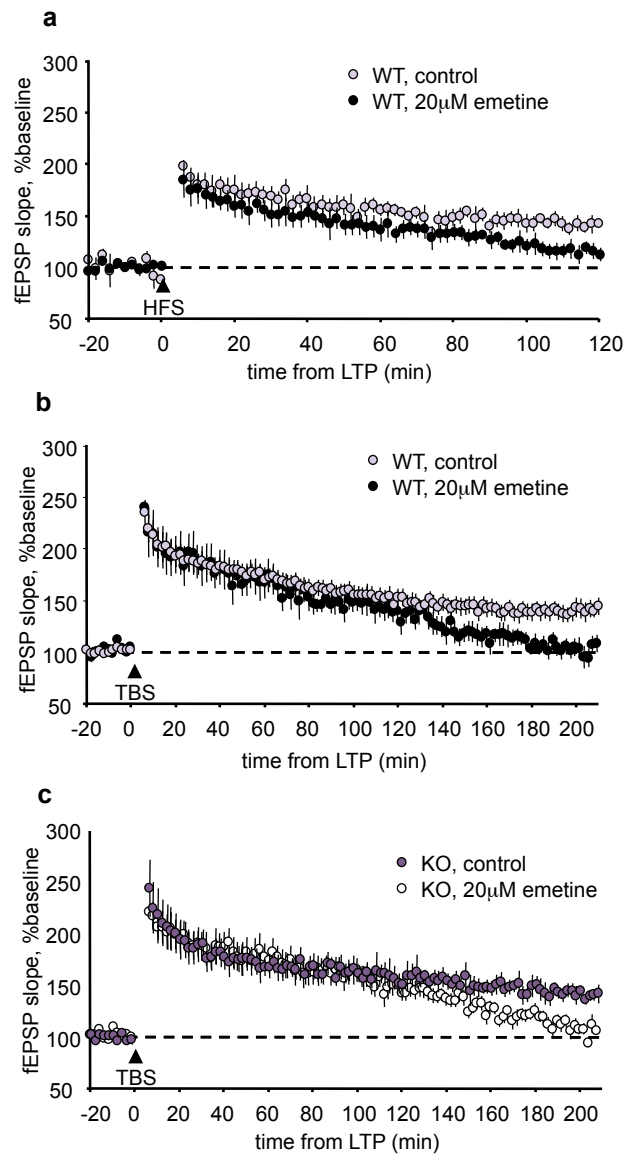 a
300
250
200
150
100
50
fEPSP slope, %baseline
WT, control
WT, 20μM emetine
HFS
-20 0 20 40 60 80 100 120
time from LTP (min)
b
300
250
200
150
100
50
fEPSP slope, %baseline
WT, control
WT, 20μM emetine
TBS
-20 0 20 40 60 80 100 120 140 160 180 200
time from LTP (min)
c
300
250
200
150
100
50
fEPSP slope, %baseline
KO, control
KO, 20μM emetine
TBS
-20 0 20 40 60 80 100 120 140 160 180 200
time from LTP (min)